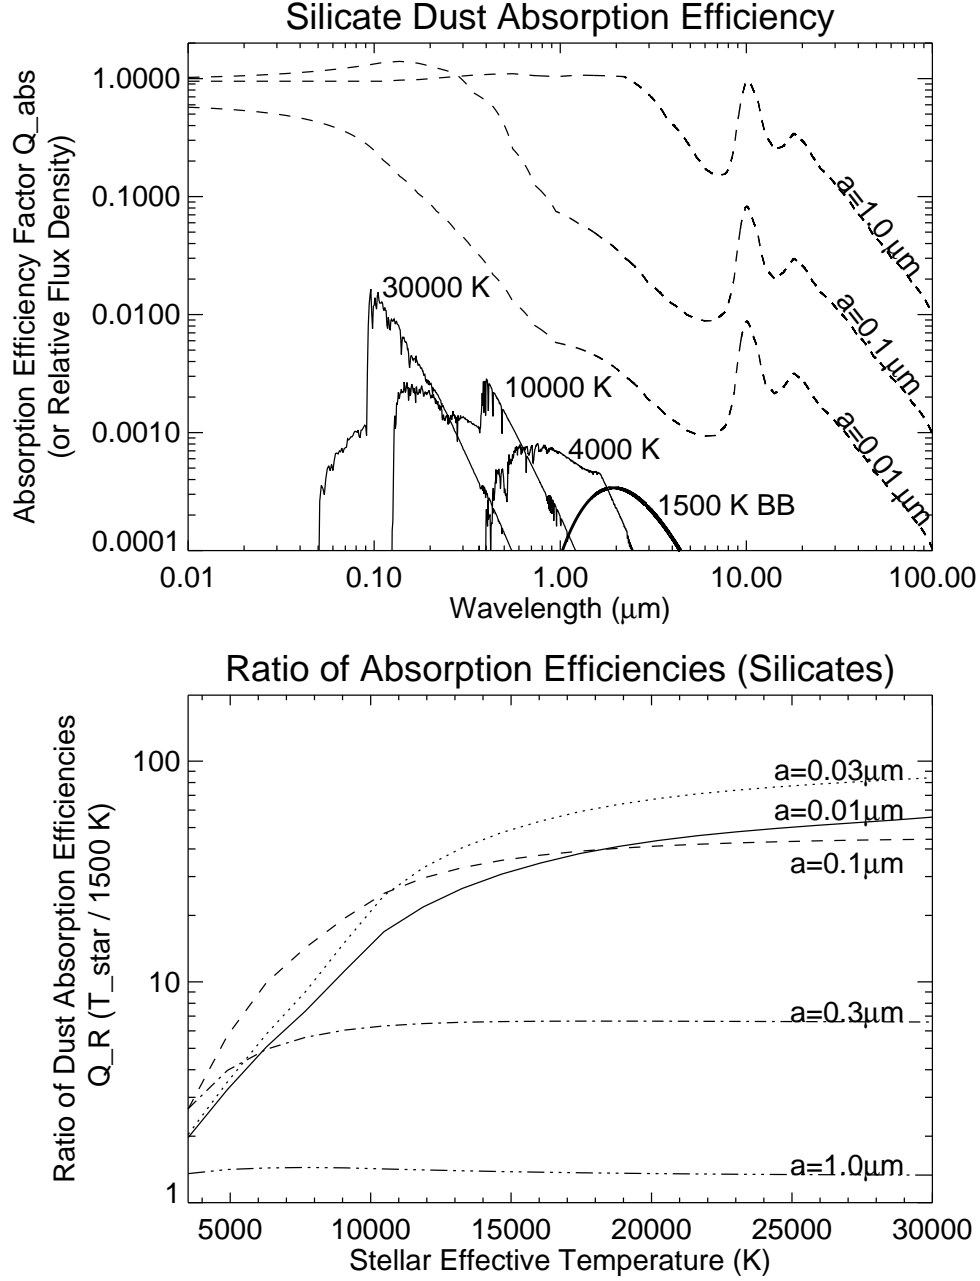 Silicate Dust Absorption Efficiency
Absorption Efficiency Factor Q_abs
(or Relative Flux Density)
1.0000
0.1000
0.0100
0.0010
0.0001
a=1.0 μm
a=0.1 μm
a=0.01 μm
30000 K
10000 K
4000 K
1500 K BB
0.01
0.10
1.00
10.00
100.00
Wavelength (μm)
Ratio of Absorption Efficiencies (Silicates)
Ratio of Dust Absorption Efficiencies
Q_R (T_star / 1500 K)
100
10
1
a=0.03μm
a=0.01μm
a=0.1μm
a=0.3μm
a=1.0μm
5000
10000
15000
20000
25000
30000
Stellar Effective Temperature (K)